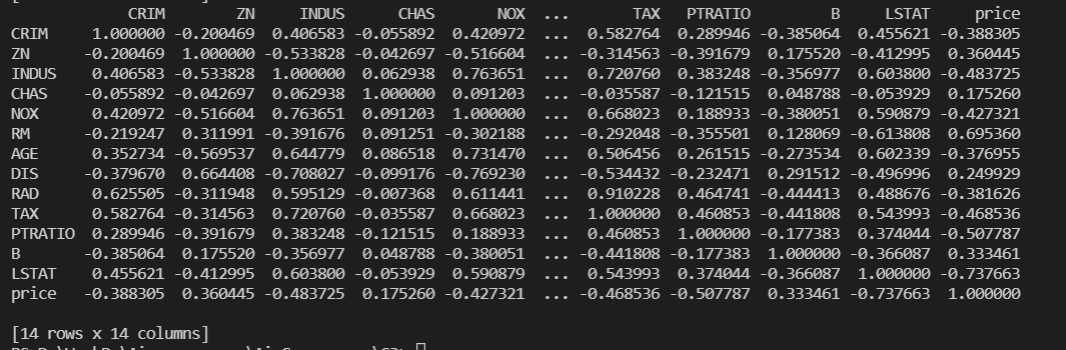 CRIM ZN INDUS CHAS NOX ... TAX PTRATIO B LSTAT price
CRIM 1.000000 -0.200469 0.406583 -0.055892 0.420972 ... 0.582764 0.289946 -0.385064 0.455621 -0.388305
ZN -0.200469 1.000000 -0.533828 -0.042697 -0.516604 ... -0.314563 -0.391679 0.175520 -0.412995 0.360445
INDUS 0.406583 -0.533828 1.000000 0.062938 0.763651 ... 0.720760 0.383248 -0.356977 0.603800 -0.483725
CHAS -0.055892 -0.042697 0.062938 1.000000 0.091203 ... -0.035587 -0.121515 0.048788 -0.053929 0.175260
NOX 0.420972 -0.516604 0.763651 0.091203 1.000000 ... 0.668023 0.188933 -0.380051 0.590879 -0.427321
RM -0.219247 0.311991 -0.391676 0.091251 -0.302188 ... -0.292048 -0.355501 0.128069 -0.613808 0.695360
AGE 0.352734 -0.569537 0.644779 0.086518 0.731470 ... 0.506456 0.261515 -0.273534 0.602339 -0.376955
DIS -0.379670 0.664408 -0.708027 -0.099176 -0.769230 ... -0.534432 -0.232471 0.291512 -0.496996 0.249929
RAD 0.625505 -0.311948 0.595129 -0.007368 0.611441 ... 0.910228 0.464741 -0.444413 0.488676 -0.381626
TAX 0.582764 -0.314563 0.720760 -0.035587 0.668023 ... 1.000000 0.460853 -0.441808 0.543993 -0.468536
PTRATIO 0.289946 -0.391679 0.383248 -0.121515 0.188933 ... 0.460853 1.000000 -0.177383 0.374044 -0.507787
B -0.385064 0.175520 -0.356977 0.048788 -0.380051 ... -0.441808 -0.177383 1.000000 -0.366087 0.333461
LSTAT 0.455621 -0.412995 0.603800 -0.053929 0.590879 ... 0.543993 0.374044 -0.366087 1.000000 -0.737663
price -0.388305 0.360445 -0.483725 0.175260 -0.427321 ... -0.468536 -0.507787 0.333461 -0.737663 1.000000
[14 rows x 14 columns]